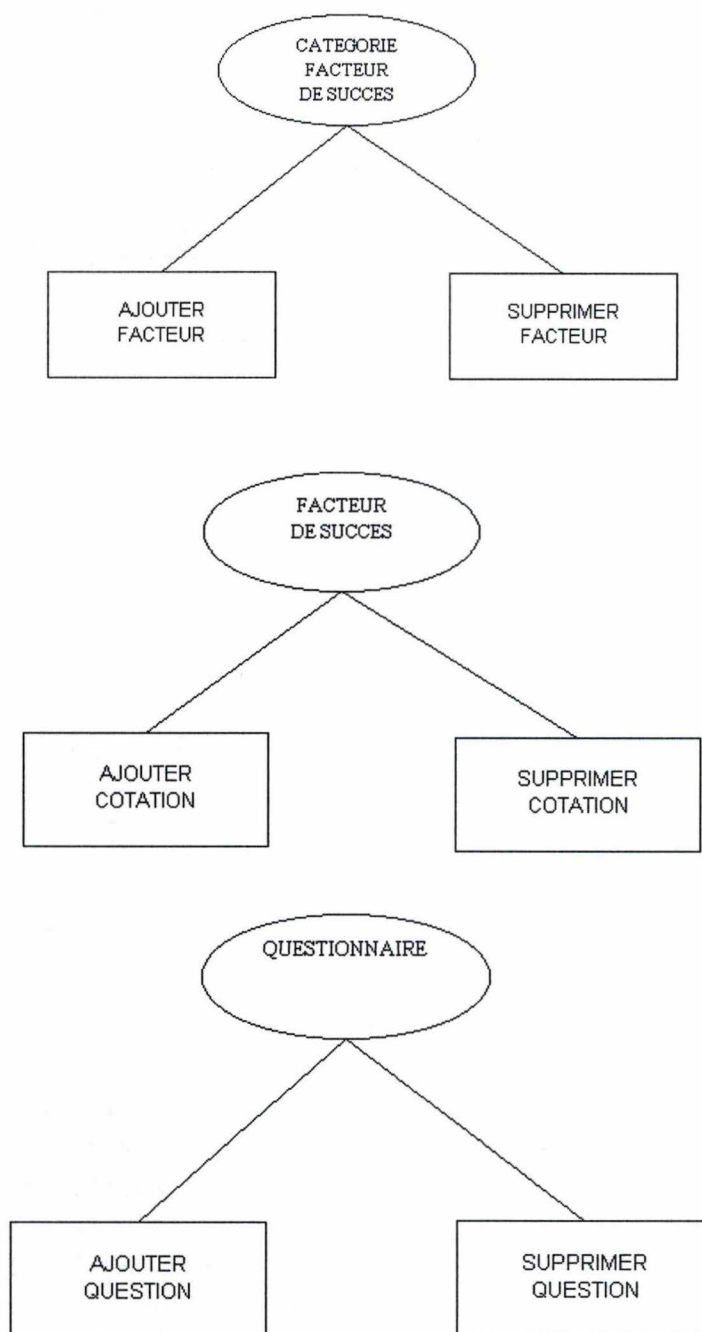 CATEGORIE
FACTEUR
DE SUCCES
AJOUTER
FACTEUR
SUPPRIMER
FACTEUR
FACTEUR
DE SUCCES
AJOUTER
COTATION
SUPPRIMER
COTATION
QUESTIONNAIRE
AJOUTER
QUESTION
SUPPRIMER
QUESTION